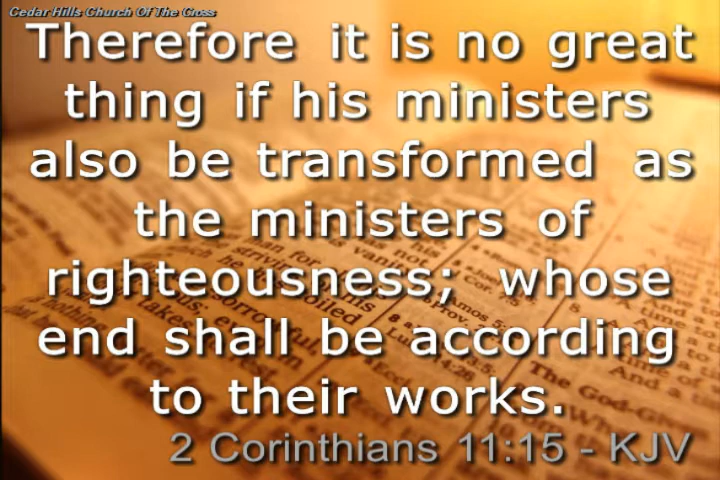 Cedar Hills Church Of The Cross
Therefore it is no great
thing if his ministers
also be transformed as
the ministers of
righteousness; whose
end shall be according
to their works.
2 Corinthians 11:15 - KJV